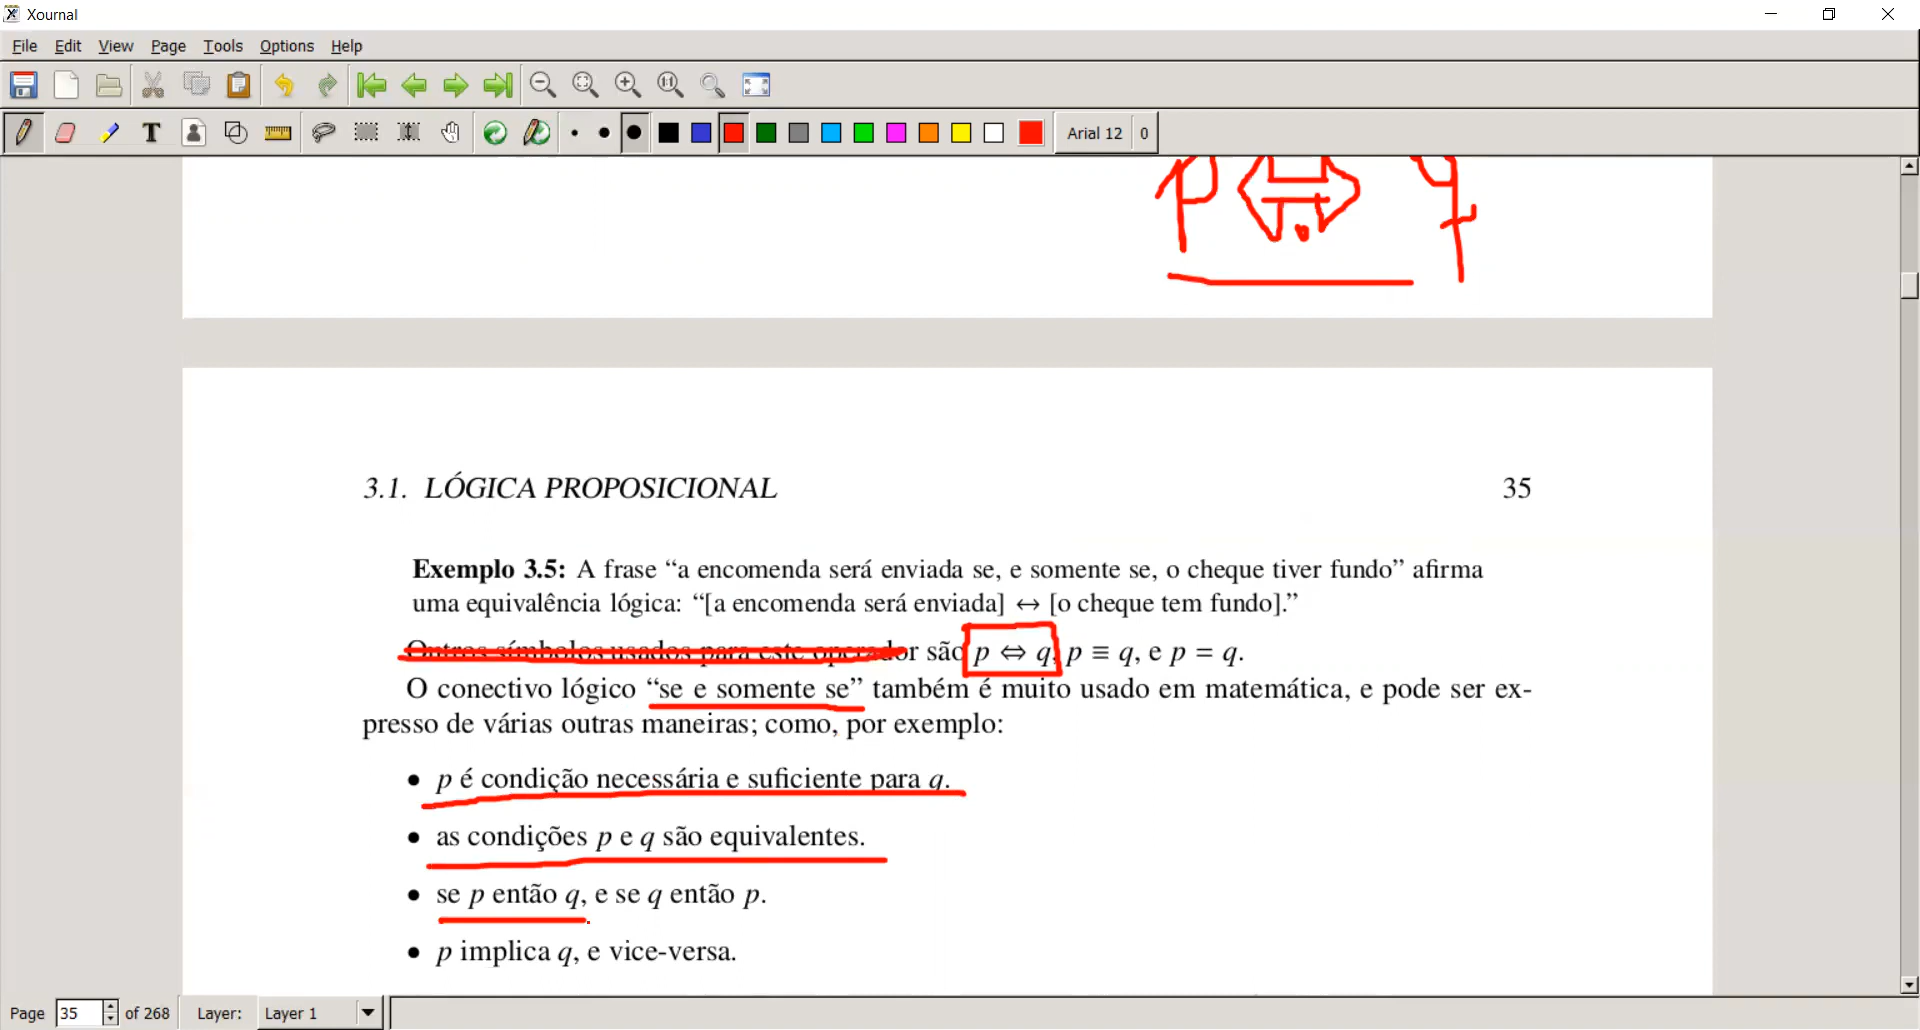 Xournal
File Edit View Page Tools Options Help
T Arial 12 0
p ⇔ q
3.1. LÓGICA PROPOSICIONAL 35
Exemplo 3.5: A frase “a encomenda será enviada se, e somente se, o cheque tiver fundo” afirma
uma equivalência lógica: “[a encomenda será enviada] ↔ [o cheque tem fundo].”
Outros símbolos usados para este operador são p ⇔ q, p ≡ q, e p = q.
O conectivo lógico “se e somente se” também é muito usado em matemática, e pode ser ex-
presso de várias outras maneiras; como, por exemplo:
• p é condição necessária e suficiente para q.
• as condições p e q são equivalentes.
• se p então q, e se q então p.
• p implica q, e vice-versa.
Page 35 of 268 Layer: Layer 1